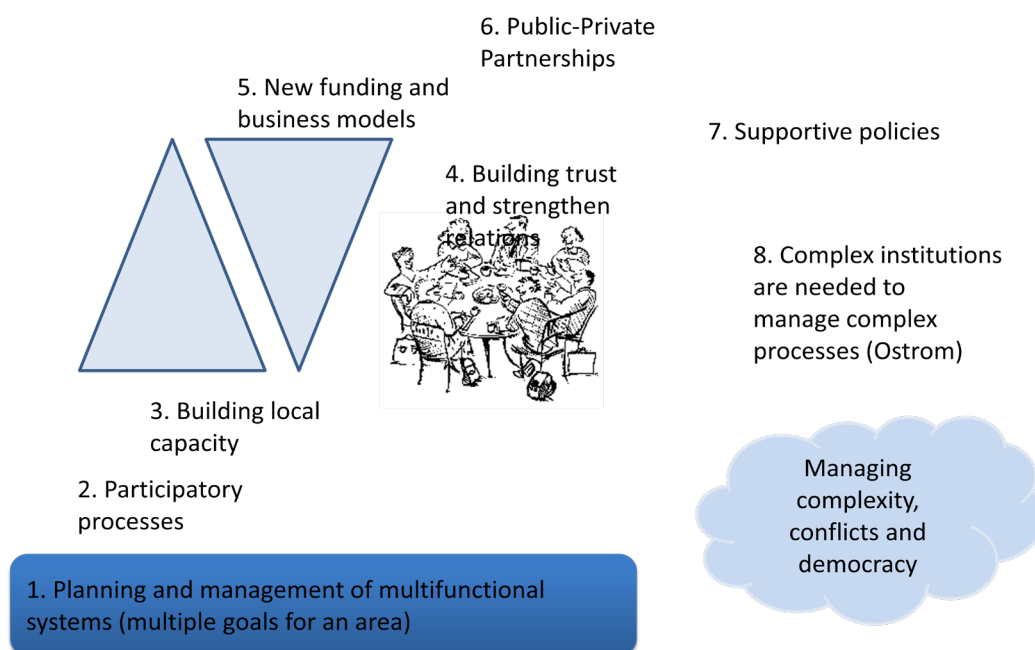 6. Public-Private
Partnerships
5. New funding and
business models
7. Supportive policies
4. Building trust
and strengthen
relations
8. Complex institutions
are needed to
manage complex
processes (Ostrom)
3. Building local
capacity
2. Participatory
processes
Managing
complexity,
conflicts and
democracy
1. Planning and management of multifunctional
systems (multiple goals for an area)